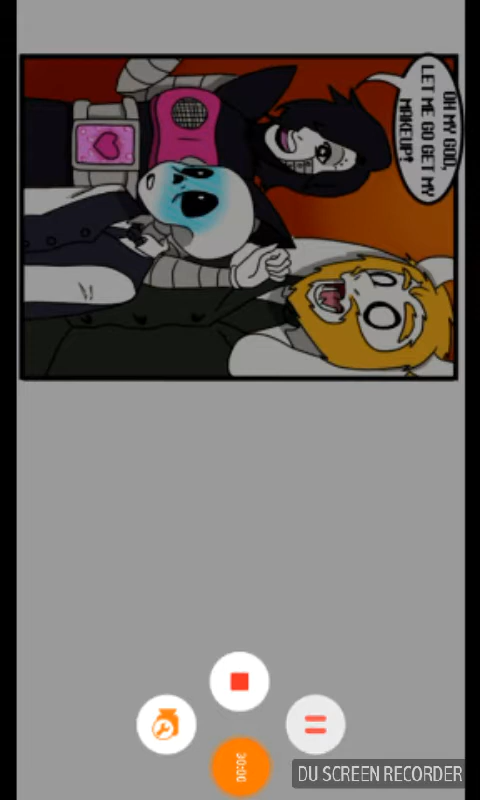 OH MY GOD,
LET ME GO GET MY
MAKEUP!
00:30
DU SCREEN RECORDER